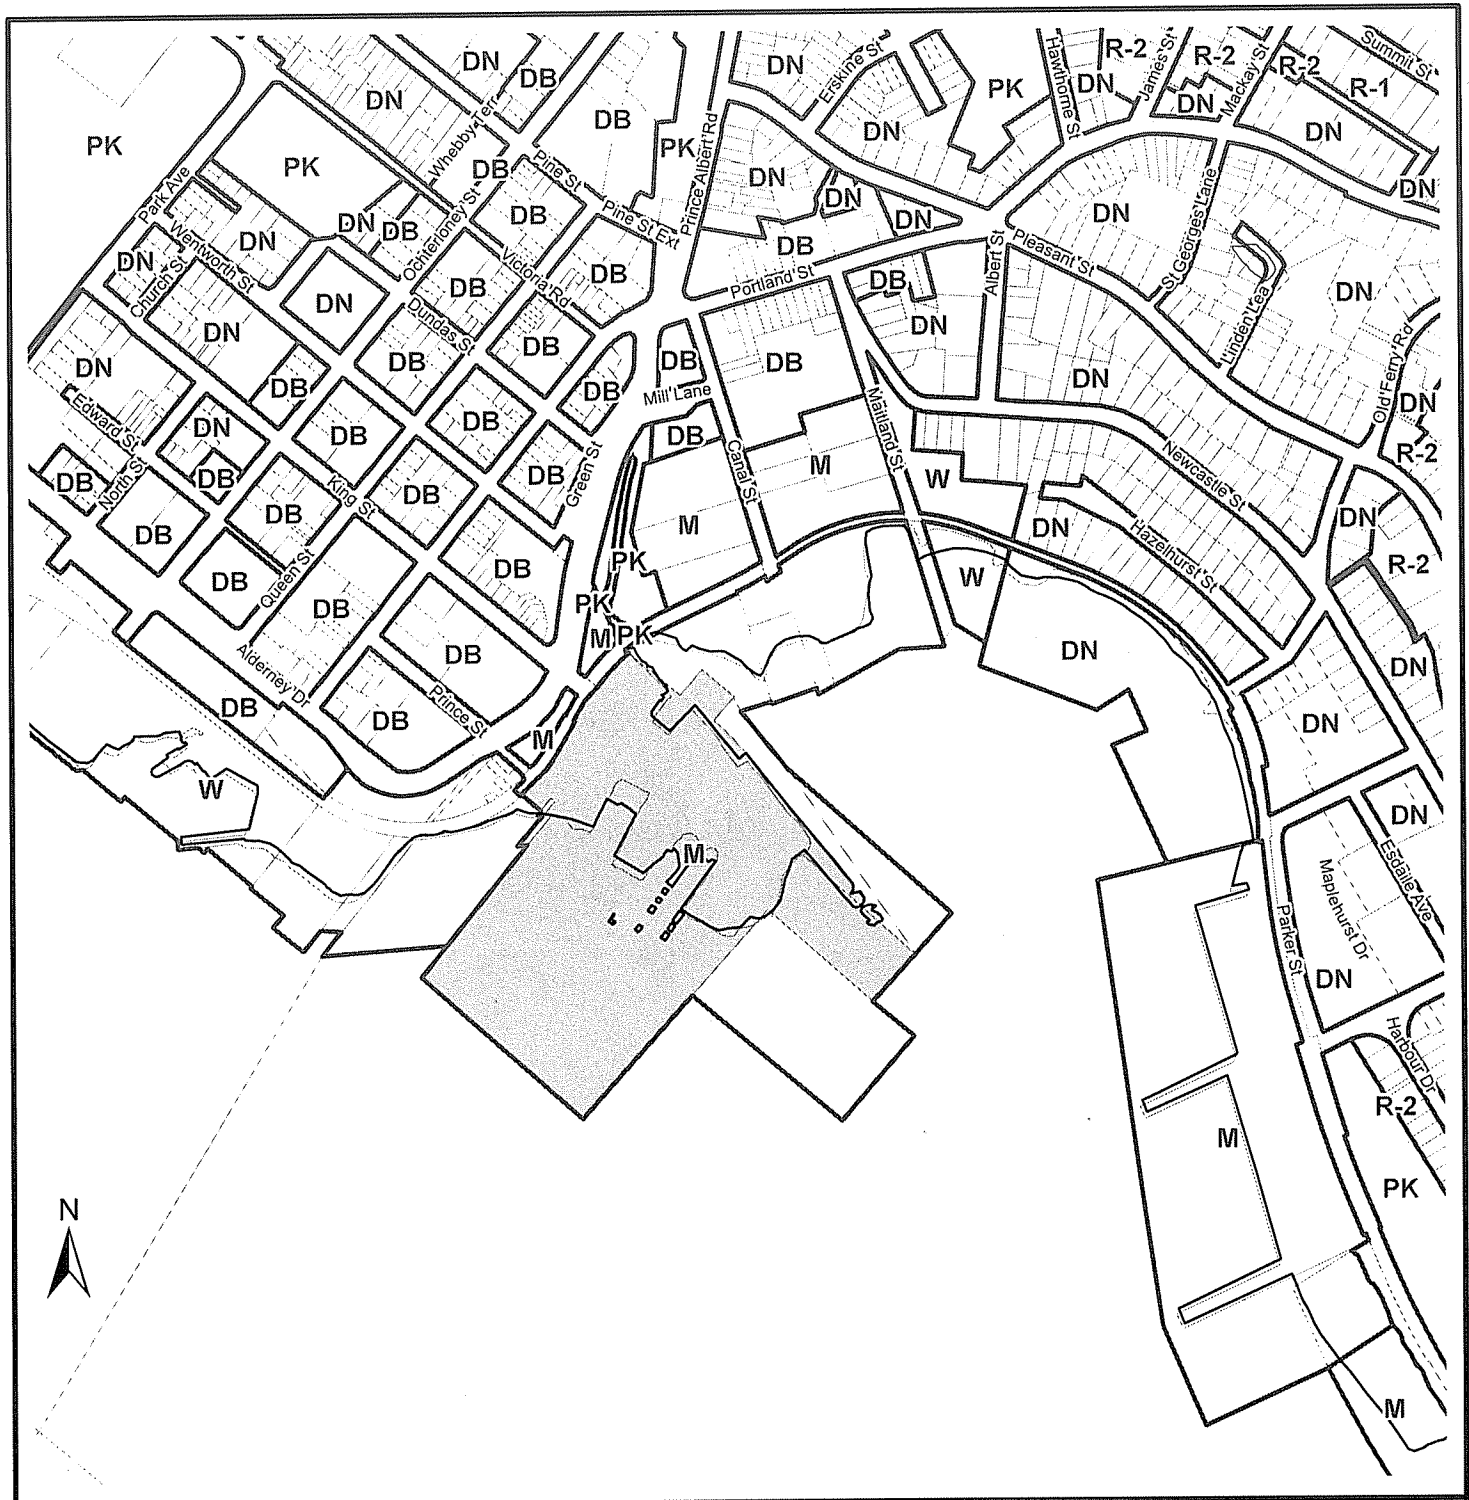 DN
DB
R-2
R-2
R-2
R-1
Summit St
DN
Erskine St
Hawthorne St
DN
James St
Mackay St
DN
PK
DN
Whebby Terr
DB
PK
Prince Albert Rd
DN
DN
PK
PK
DB
Pine St
DN
DN
DN
DN
Park Ave
DN
DB
Ochterloney St
DB
Pine St Ext
DB
DN
St Georges Lane
DN
Wentworth St
DN
Church St
DN
Victoria Rd
DB
DB
Portland St
DB
Albert St
Pleasant St
DN
DN
Dundas St
DB
DB
DN
Linden Lea
Old Ferry Rd
DN
DB
DB
DB
Mill Lane
DB
Maitland St
DN
DN
Edward St
DN
DB
DB
Green St
DB
Canal St
M
Newcastle St
R-2
DB
North St
DB
King St
DB
DB
W
DB
DB
M
DN
Hazelhurst St
DN
DB
Queen St
DB
DB
PK
W
R-2
PK
M
PK
DB
DN
DN
Alderney Dr
DB
DB
Prince St
M
DN
W
M
DN
Esdaile Ave
Maplehurst Dr
Parker St
DN
Harbour Dr
R-2
M
PK
N
M